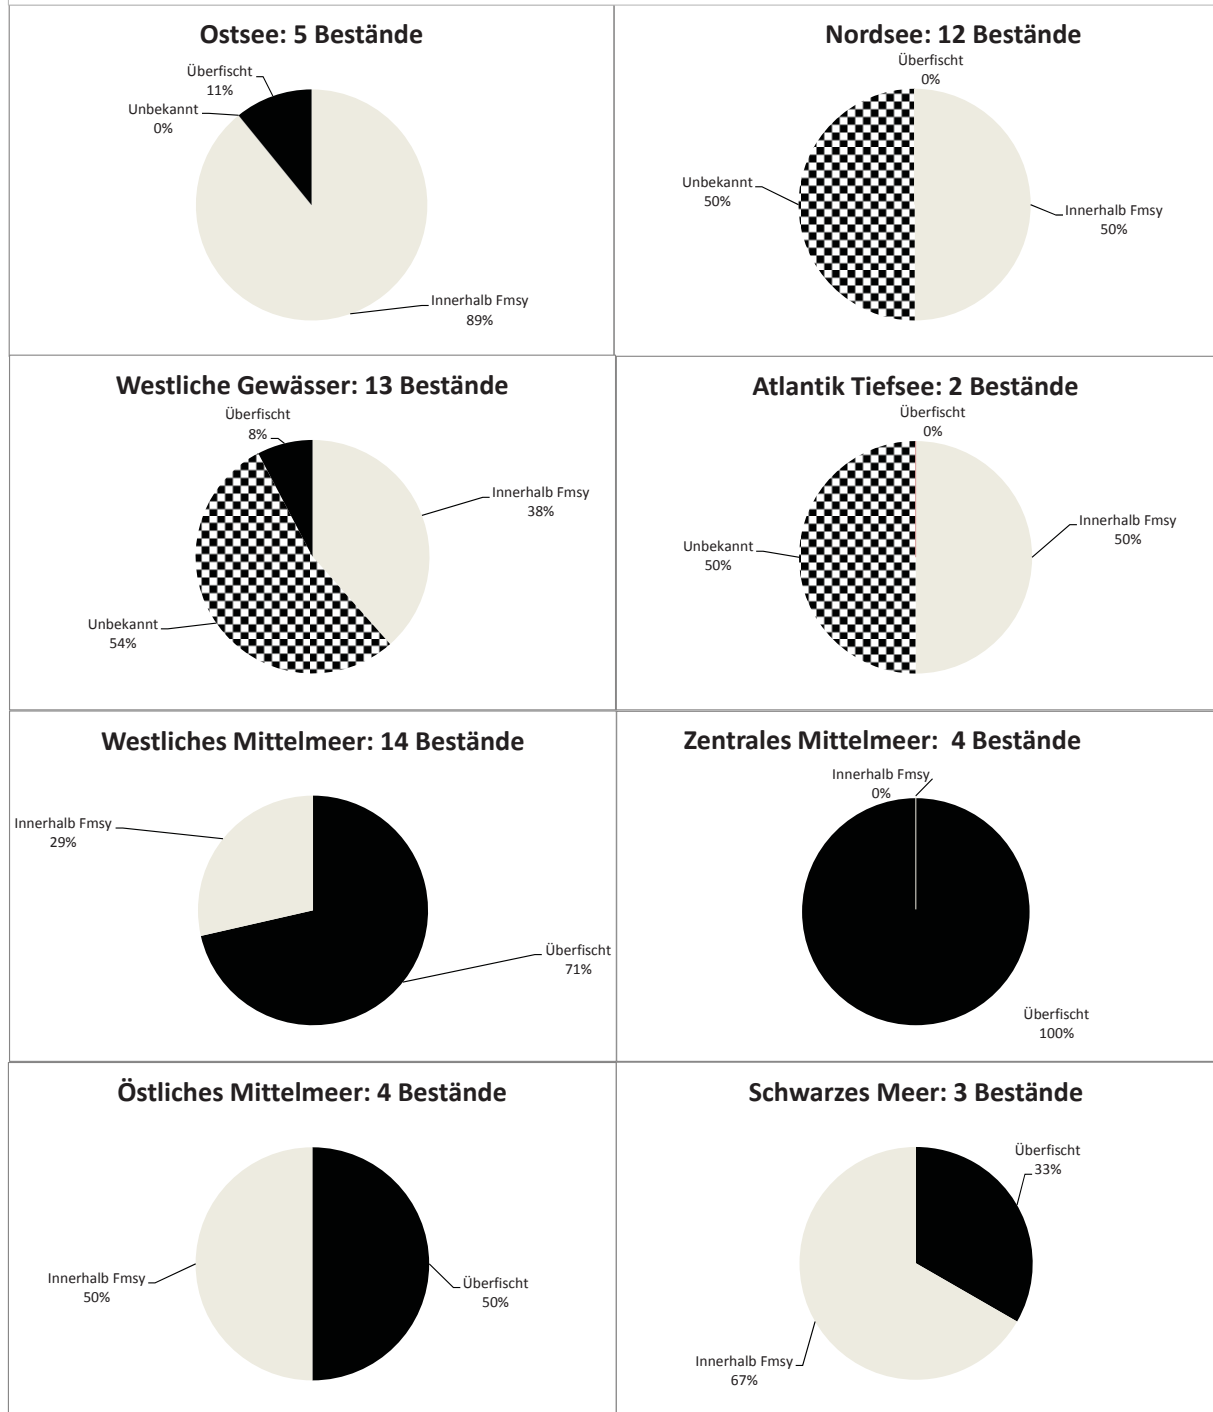 Ostsee: 5 Bestände
Überfischt
11%
Unbekannt
0%
Innerhalb Fmsy
89%
Nordsee: 12 Bestände
Überfischt
0%
Unbekannt
50%
Innerhalb Fmsy
50%
Westliche Gewässer: 13 Bestände
Überfischt
8%
Innerhalb Fmsy
38%
Unbekannt
54%
Atlantik Tiefsee: 2 Bestände
Überfischt
0%
Innerhalb Fmsy
50%
Unbekannt
50%
Westliches Mittelmeer: 14 Bestände
Innerhalb Fmsy
29%
Überfischt
71%
Zentrales Mittelmeer: 4 Bestände
Innerhalb Fmsy
0%
Überfischt
100%
Östliches Mittelmeer: 4 Bestände
Innerhalb Fmsy
50%
Überfischt
50%
Schwarzes Meer: 3 Bestände
Überfischt
33%
Innerhalb Fmsy
67%